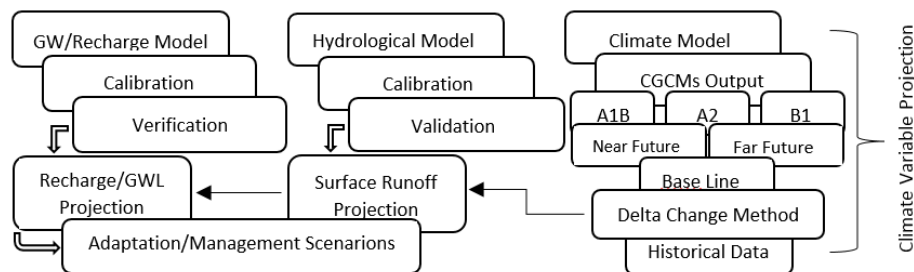 GW/Recharge Model
Calibration
Verification
Recharge/GWL
Projection
Adaptation/Management Scenarions
Hydrological Model
Calibration
Validation
Surface Runoff
Projection
Climate Model
CGCMs Output
A1B
A2
B1
Near Future
Far Future
Base Line
Delta Change Method
Historical Data
Climate Variable Projection